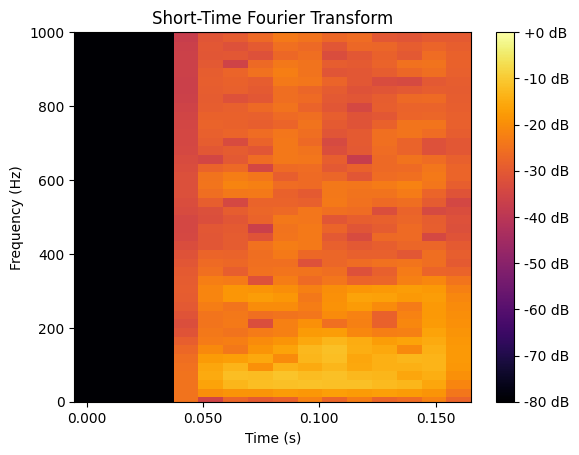 Short-Time Fourier Transform
1000
800
600
400
200
0
Frequency (Hz)
0.000
0.050
0.100
0.150
Time (s)
+0 dB
-10 dB
-20 dB
-30 dB
-40 dB
-50 dB
-60 dB
-70 dB
-80 dB